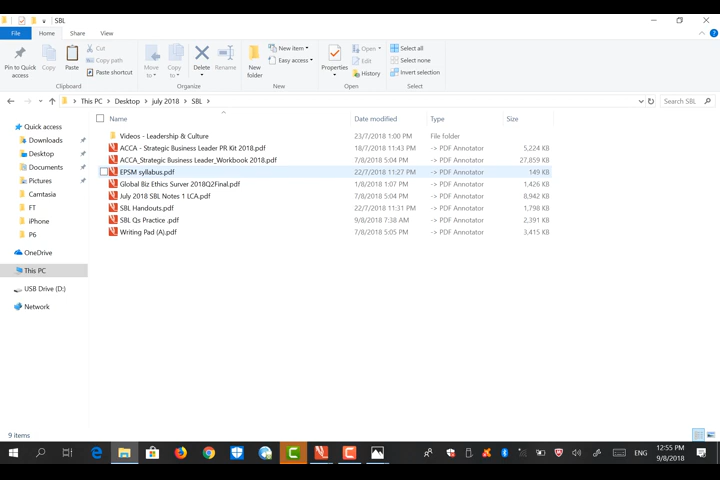 SBL
File Home Share View
Pin to Quick access
Copy
Paste
Cut
Copy path
Paste shortcut
Clipboard
Move to
Copy to
Delete
Rename
Organize
New folder
New item
Easy access
New
Properties
Open
Edit
History
Open
Select all
Select none
Invert selection
Select
This PC > Desktop > july 2018 > SBL >
Search SBL
Name Date modified Type Size
Quick access
Downloads
Desktop
Documents
Pictures
Camtasia
FT
iPhone
P6
OneDrive
This PC
USB Drive (D:)
Network
Videos - Leadership & Culture 23/7/2018 1:00 PM File folder
ACCA - Strategic Business Leader PR Kit 2018.pdf 18/7/2018 11:43 PM -> PDF Annotator 5,224 KB
ACCA_Strategic Business Leader_Workbook 2018.pdf 7/8/2018 5:04 PM -> PDF Annotator 27,859 KB
EPSM syllabus.pdf 22/7/2018 11:27 PM -> PDF Annotator 149 KB
Global Biz Ethics Surver 2018Q2Final.pdf 1/8/2018 1:07 PM -> PDF Annotator 1,426 KB
July 2018 SBL Notes 1 LCA.pdf 7/8/2018 5:04 PM -> PDF Annotator 8,942 KB
SBL Handouts.pdf 22/7/2018 11:31 PM -> PDF Annotator 1,798 KB
SBL Qs Practice .pdf 9/8/2018 7:38 AM -> PDF Annotator 2,391 KB
Writing Pad (A).pdf 7/8/2018 5:05 PM -> PDF Annotator 3,415 KB
9 items
ENG
12:55 PM
9/8/2018